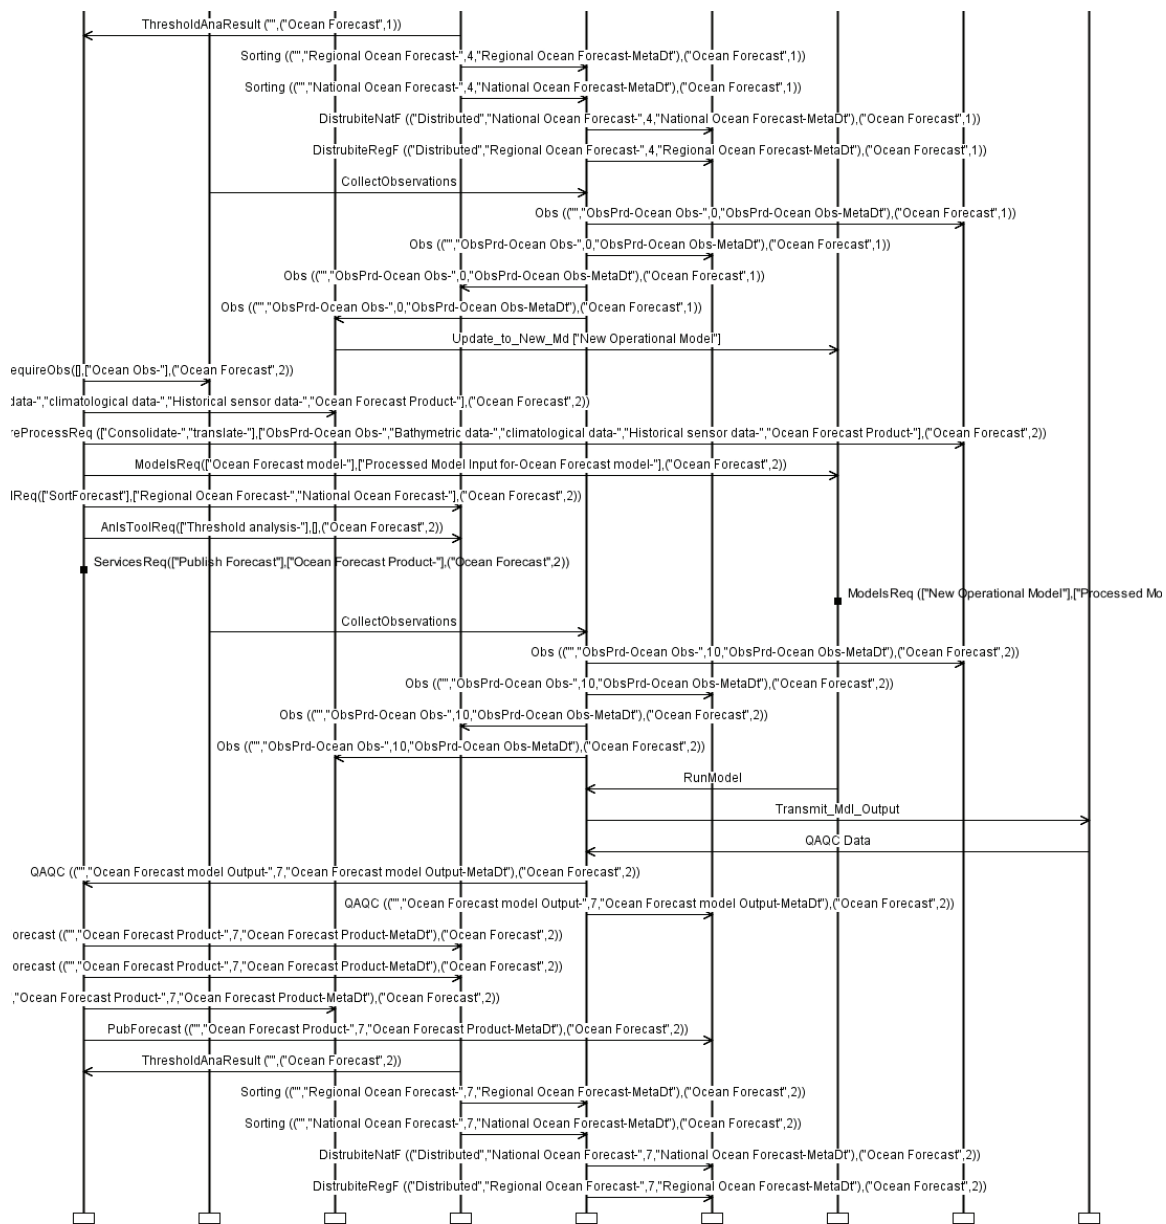 ThresholdAnaResult ("",("Ocean Forecast",1))
Sorting (("","Regional Ocean Forecast-",4,"Regional Ocean Forecast-MetaDt"),("Ocean Forecast",1))
Sorting (("","National Ocean Forecast-",4,"National Ocean Forecast-MetaDt"),("Ocean Forecast",1))
DistrubiteNatF (("Distributed","National Ocean Forecast-",4,"National Ocean Forecast-MetaDt"),("Ocean Forecast",1))
DistrubiteRegF (("Distributed","Regional Ocean Forecast-",4,"Regional Ocean Forecast-MetaDt"),("Ocean Forecast",1))
CollectObservations
Obs (("","ObsPrd-Ocean Obs-",0,"ObsPrd-Ocean Obs-MetaDt"),("Ocean Forecast",1))
Obs (("","ObsPrd-Ocean Obs-",0,"ObsPrd-Ocean Obs-MetaDt"),("Ocean Forecast",1))
Obs (("","ObsPrd-Ocean Obs-",0,"ObsPrd-Ocean Obs-MetaDt"),("Ocean Forecast",1))
Obs (("","ObsPrd-Ocean Obs-",0,"ObsPrd-Ocean Obs-MetaDt"),("Ocean Forecast",1))
Update_to_New_Md ["New Operational Model"]
equireObs([],["Ocean Obs-"],("Ocean Forecast",2))
data-","climatological data-","Historical sensor data-","Ocean Forecast Product-"],("Ocean Forecast",2))
reProcessReq (["Consolidate-","translate-"],["ObsPrd-Ocean Obs-","Bathymetric data-","climatological data-","Historical sensor data-","Ocean Forecast Product-"],("Ocean Forecast",2))
ModelsReq(["Ocean Forecast model-"],["Processed Model Input for-Ocean Forecast model-"],("Ocean Forecast",2))
lReq(["SortForecast"],["Regional Ocean Forecast-","National Ocean Forecast-"],("Ocean Forecast",2))
AnlsToolReq(["Threshold analysis-"],[],("Ocean Forecast",2))
ServicesReq(["Publish Forecast"],["Ocean Forecast Product-"],("Ocean Forecast",2))
ModelsReq (["New Operational Model"],["Processed Mo
CollectObservations
Obs (("","ObsPrd-Ocean Obs-",10,"ObsPrd-Ocean Obs-MetaDt"),("Ocean Forecast",2))
Obs (("","ObsPrd-Ocean Obs-",10,"ObsPrd-Ocean Obs-MetaDt"),("Ocean Forecast",2))
Obs (("","ObsPrd-Ocean Obs-",10,"ObsPrd-Ocean Obs-MetaDt"),("Ocean Forecast",2))
Obs (("","ObsPrd-Ocean Obs-",10,"ObsPrd-Ocean Obs-MetaDt"),("Ocean Forecast",2))
RunModel
Transmit_Mdl_Output
QAQC Data
QAQC (("","Ocean Forecast model Output-",7,"Ocean Forecast model Output-MetaDt"),("Ocean Forecast",2))
QAQC (("","Ocean Forecast model Output-",7,"Ocean Forecast model Output-MetaDt"),("Ocean Forecast",2))
orecast (("","Ocean Forecast Product-",7,"Ocean Forecast Product-MetaDt"),("Ocean Forecast",2))
orecast (("","Ocean Forecast Product-",7,"Ocean Forecast Product-MetaDt"),("Ocean Forecast",2))
,"Ocean Forecast Product-",7,"Ocean Forecast Product-MetaDt"),("Ocean Forecast",2))
PubForecast (("","Ocean Forecast Product-",7,"Ocean Forecast Product-MetaDt"),("Ocean Forecast",2))
ThresholdAnaResult ("",("Ocean Forecast",2))
Sorting (("","Regional Ocean Forecast-",7,"Regional Ocean Forecast-MetaDt"),("Ocean Forecast",2))
Sorting (("","National Ocean Forecast-",7,"National Ocean Forecast-MetaDt"),("Ocean Forecast",2))
DistrubiteNatF (("Distributed","National Ocean Forecast-",7,"National Ocean Forecast-MetaDt"),("Ocean Forecast",2))
DistrubiteRegF (("Distributed","Regional Ocean Forecast-",7,"Regional Ocean Forecast-MetaDt"),("Ocean Forecast",2))